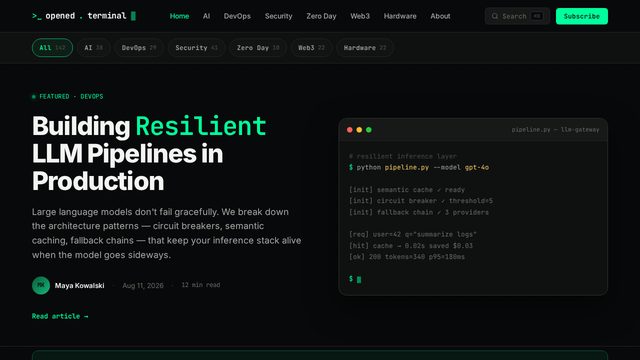 >_ opened . terminal
Home AI DevOps Security Zero Day Web3 Hardware About
Search ⌘K
Subscribe
All 142
AI 38
DevOps 29
Security 41
Zero Day 18
Web3 22
Hardware 22
FEATURED · DEVOPS
Building Resilient
LLM Pipelines in
Production
Large language models don't fail gracefully. We break down
the architecture patterns — circuit breakers, semantic
caching, fallback chains — that keep your inference stack alive
when the model goes sideways.
MK Maya Kowalski · Aug 11, 2026 · 12 min read
Read article →
pipeline.py — llm-gateway
# resilient inference layer
$ python pipeline.py --model gpt-4o
[init] semantic cache ✓ ready
[init] circuit breaker ✓ threshold=5
[init] fallback chain ✓ 3 providers
[req] user=42 q="summarize logs"
[hit] cache → 0.02s saved $0.03
[ok] 200 tokens=340 p95=180ms
$